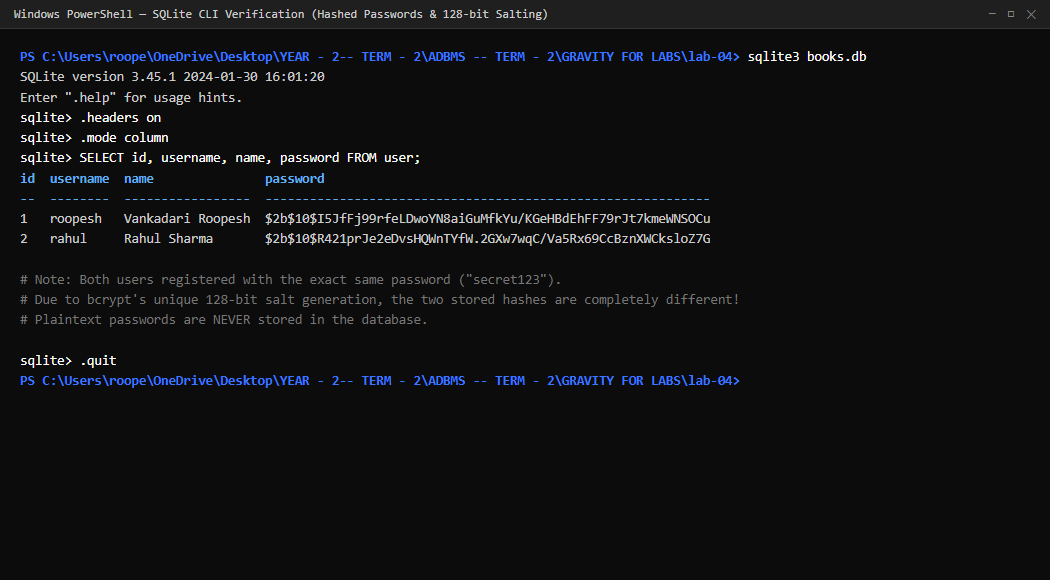 Windows PowerShell — SQLite CLI Verification (Hashed Passwords & 128-bit Salting)
PS C:\Users\roope\OneDrive\Desktop\YEAR - 2-- TERM - 2\ADBMS -- TERM - 2\GRAVITY FOR LABS\lab-04> sqlite3 books.db
SQLite version 3.45.1 2024-01-30 16:01:20
Enter ".help" for usage hints.
sqlite> .headers on
sqlite> .mode column
sqlite> SELECT id, username, name, password FROM user;
id  username  name               password
--  --------  -----------------  ------------------------------------------------------------
1   roopesh   Vankadari Roopesh  $2b$10$I5JfFj99rfeLDwoYN8aiGuMfkYu/KGeHBdEhFF79rJt7kmeWNSOCu
2   rahul     Rahul Sharma       $2b$10$R421prJe2eDvsHQWnTYfW.2GXw7wqC/Va5Rx69CcBznXWCksloZ7G
# Note: Both users registered with the exact same password ("secret123").
# Due to bcrypt's unique 128-bit salt generation, the two stored hashes are completely different!
# Plaintext passwords are NEVER stored in the database.
sqlite> .quit
PS C:\Users\roope\OneDrive\Desktop\YEAR - 2-- TERM - 2\ADBMS -- TERM - 2\GRAVITY FOR LABS\lab-04>